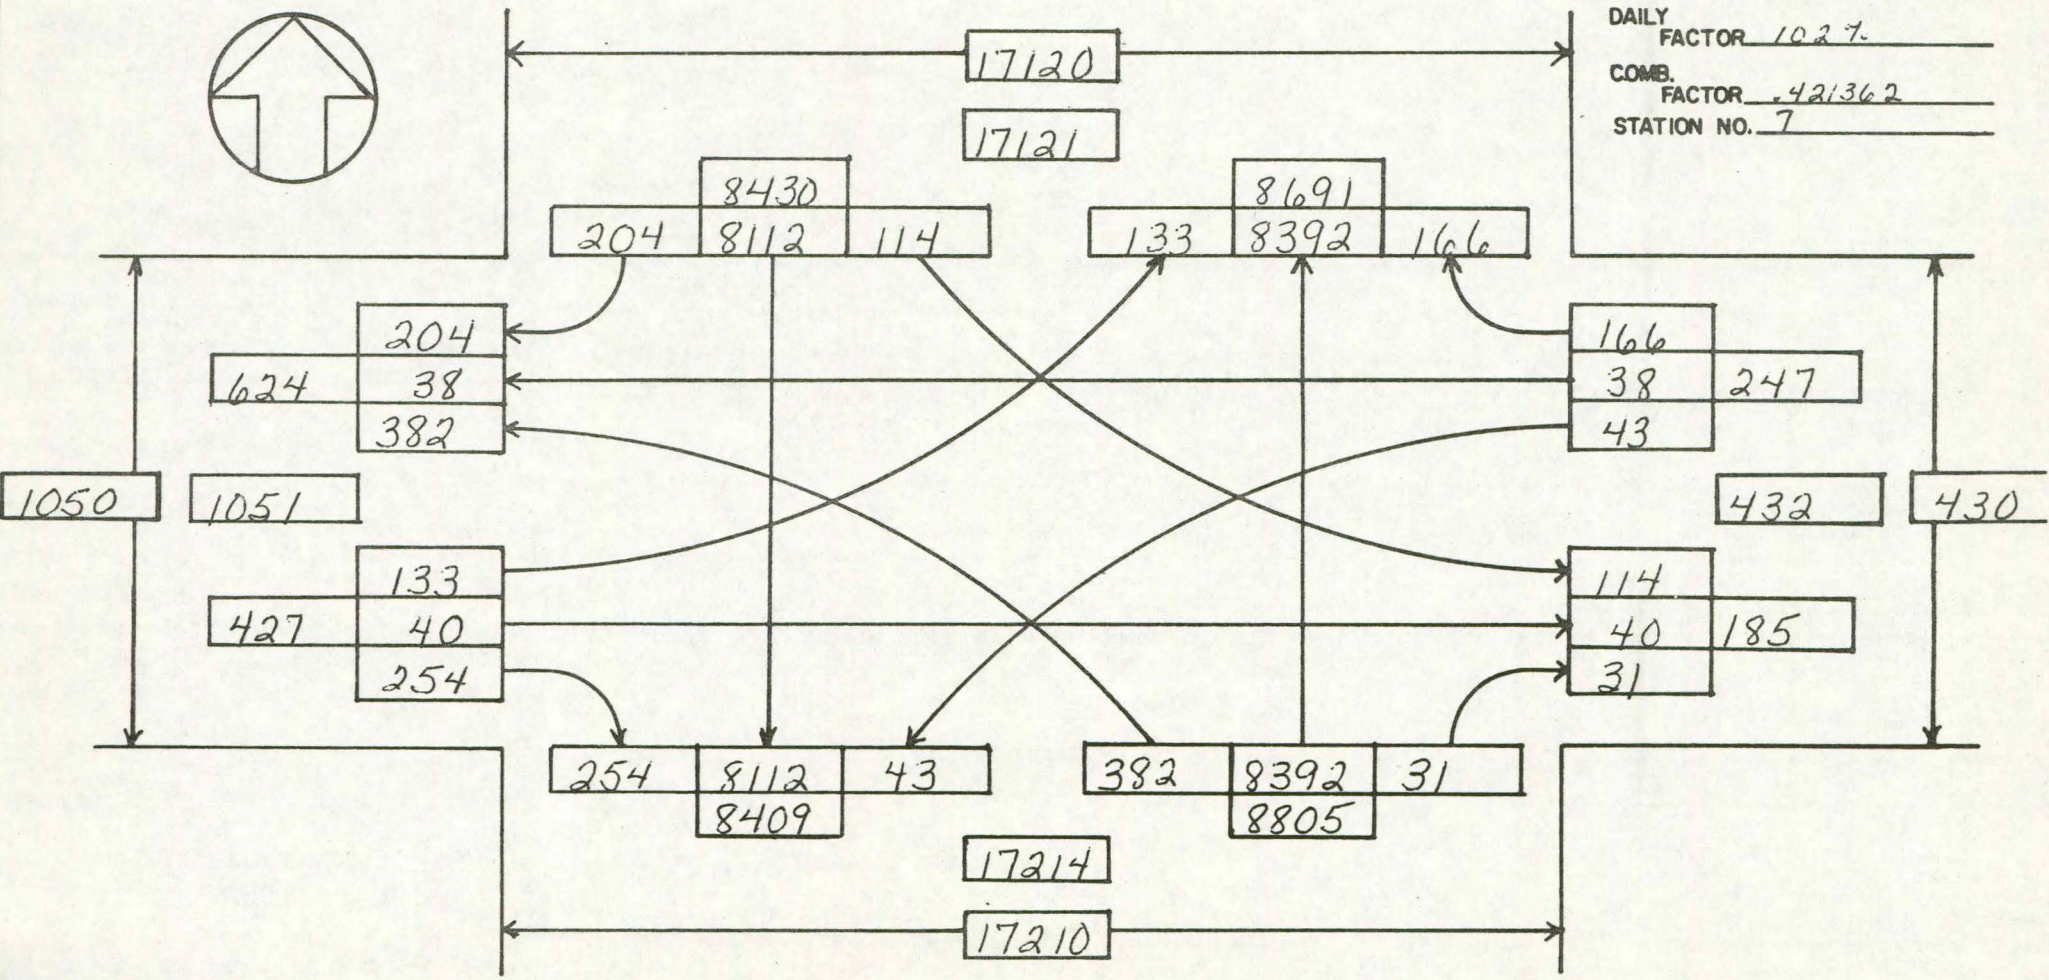 DAILY
FACTOR 102%
COMB.
FACTOR .421362
STATION NO. 7
17120
17121
8430
204 8112 114
8691
133 8392 166
204
624 38
382
166
38 247
43
1050 1051
432 430
133
427 40
254
114
40 185
31
254 8112 43
8409
382 8392 31
8805
17214
17210